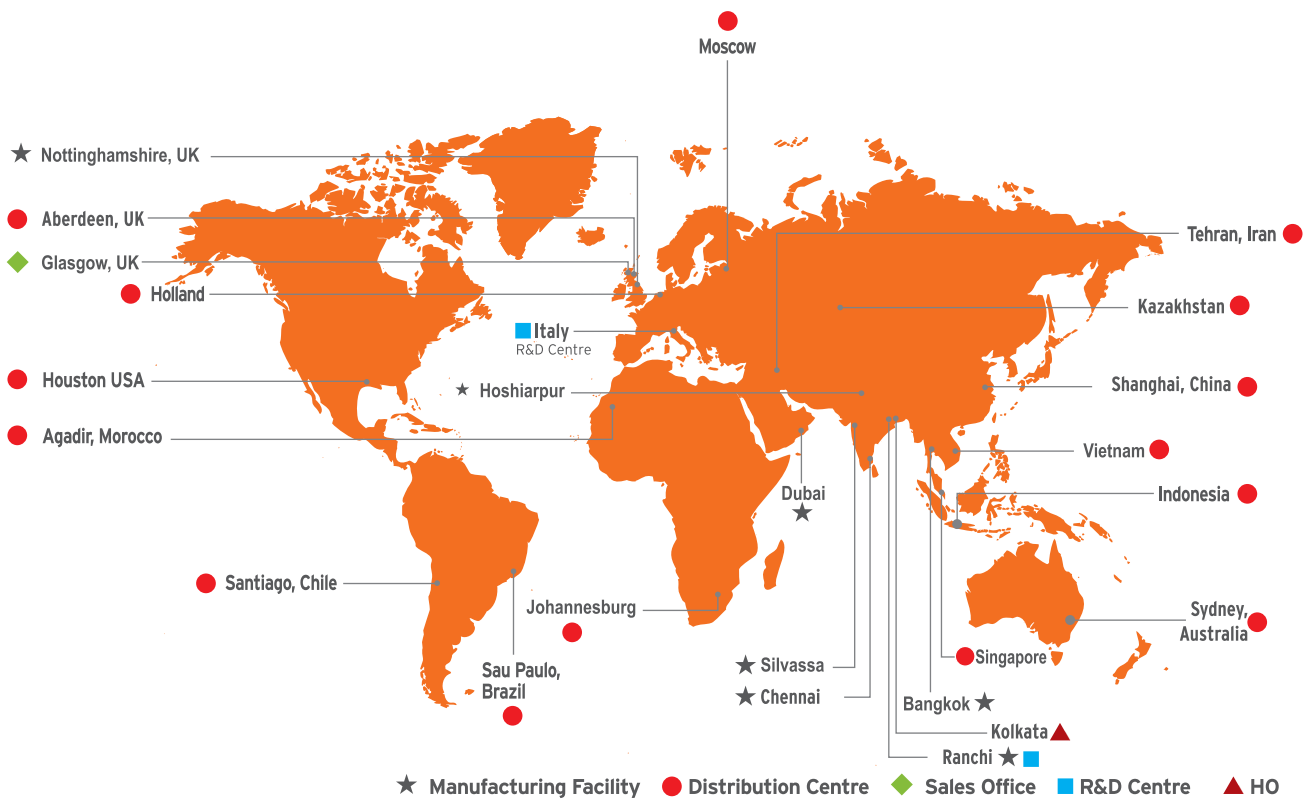 Moscow
Nottinghamshire, UK
Aberdeen, UK
Tehran, Iran
Glasgow, UK
Holland
Kazakhstan
Italy
R&D Centre
Houston USA
Hoshiarpur
Shanghai, China
Agadir, Morocco
Vietnam
Dubai
Indonesia
Santiago, Chile
Johannesburg
Sydney,
Australia
Sau Paulo,
Brazil
Silvassa
Singapore
Chennai
Bangkok
Kolkata
Ranchi
Manufacturing Facility Distribution Centre Sales Office R&D Centre HO